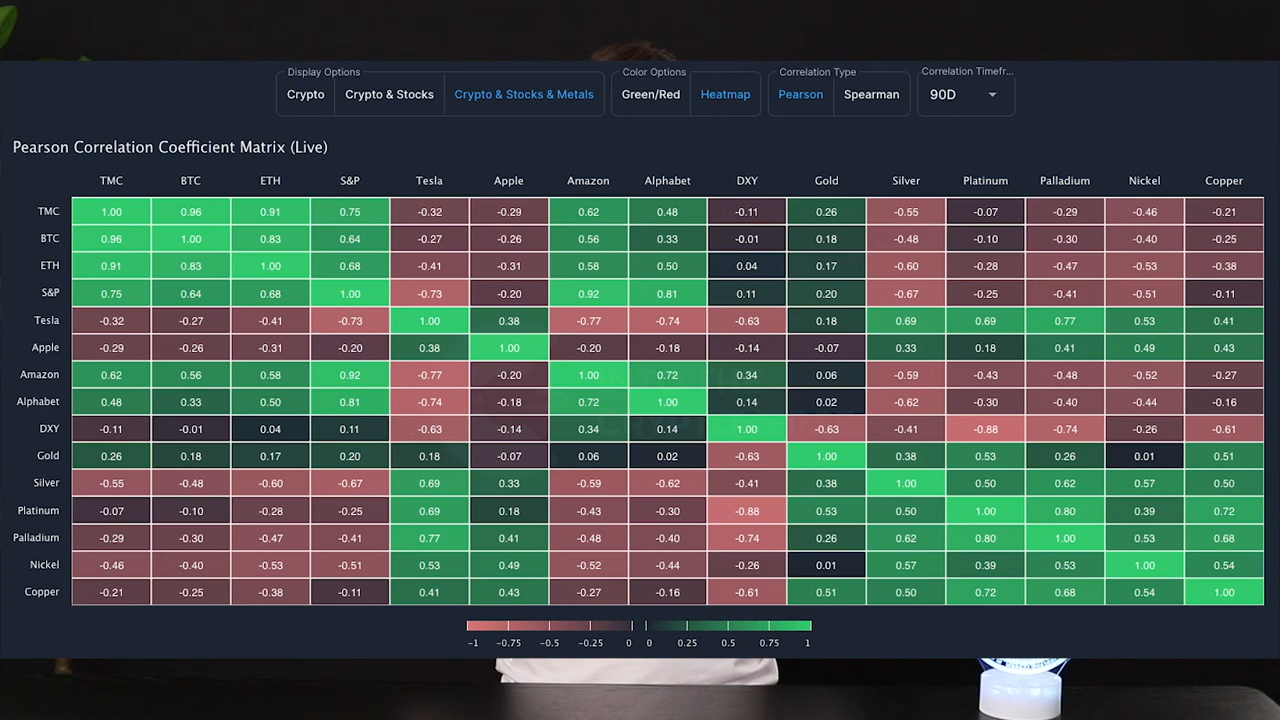 Display Options Color Options Correlation Type Correlation Timefr...
Crypto Crypto & Stocks Crypto & Stocks & Metals Green/Red Heatmap Pearson Spearman 90D
Pearson Correlation Coefficient Matrix (Live)
TMC BTC ETH S&P Tesla Apple Amazon Alphabet DXY Gold Silver Platinum Palladium Nickel Copper
TMC 1.00 0.96 0.91 0.75 -0.32 -0.29 0.62 0.48 -0.11 0.26 -0.55 -0.07 -0.29 -0.46 -0.21
BTC 0.96 1.00 0.83 0.64 -0.27 -0.26 0.56 0.33 -0.01 0.18 -0.48 -0.10 -0.30 -0.40 -0.25
ETH 0.91 0.83 1.00 0.68 -0.41 -0.31 0.58 0.50 0.04 0.17 -0.60 -0.28 -0.47 -0.53 -0.38
S&P 0.75 0.64 0.68 1.00 -0.73 -0.20 0.92 0.81 0.11 0.20 -0.67 -0.25 -0.41 -0.51 -0.11
Tesla -0.32 -0.27 -0.41 -0.73 1.00 0.38 -0.77 -0.74 -0.63 0.18 0.69 0.69 0.77 0.53 0.41
Apple -0.29 -0.26 -0.31 -0.20 0.38 1.00 -0.20 -0.18 -0.14 -0.07 0.33 0.18 0.41 0.49 0.43
Amazon 0.62 0.56 0.58 0.92 -0.77 -0.20 1.00 0.72 0.34 0.06 -0.59 -0.43 -0.48 -0.52 -0.27
Alphabet 0.48 0.33 0.50 0.81 -0.74 -0.18 0.72 1.00 0.14 0.02 -0.62 -0.30 -0.40 -0.44 -0.16
DXY -0.11 -0.01 0.04 0.11 -0.63 -0.14 0.34 0.14 1.00 -0.63 -0.41 -0.88 -0.74 -0.26 -0.61
Gold 0.26 0.18 0.17 0.20 0.18 -0.07 0.06 0.02 -0.63 1.00 0.38 0.53 0.26 0.01 0.51
Silver -0.55 -0.48 -0.60 -0.67 0.69 0.33 -0.59 -0.62 -0.41 0.38 1.00 0.50 0.62 0.57 0.50
Platinum -0.07 -0.10 -0.28 -0.25 0.69 0.18 -0.43 -0.30 -0.88 0.53 0.50 1.00 0.80 0.39 0.72
Palladium -0.29 -0.30 -0.47 -0.41 0.77 0.41 -0.48 -0.40 -0.74 0.26 0.62 0.80 1.00 0.53 0.68
Nickel -0.46 -0.40 -0.53 -0.51 0.53 0.49 -0.52 -0.44 -0.26 0.01 0.57 0.39 0.53 1.00 0.54
Copper -0.21 -0.25 -0.38 -0.11 0.41 0.43 -0.27 -0.16 -0.61 0.51 0.50 0.72 0.68 0.54 1.00
-1 -0.75 -0.5 -0.25 0 0 0.25 0.5 0.75 1